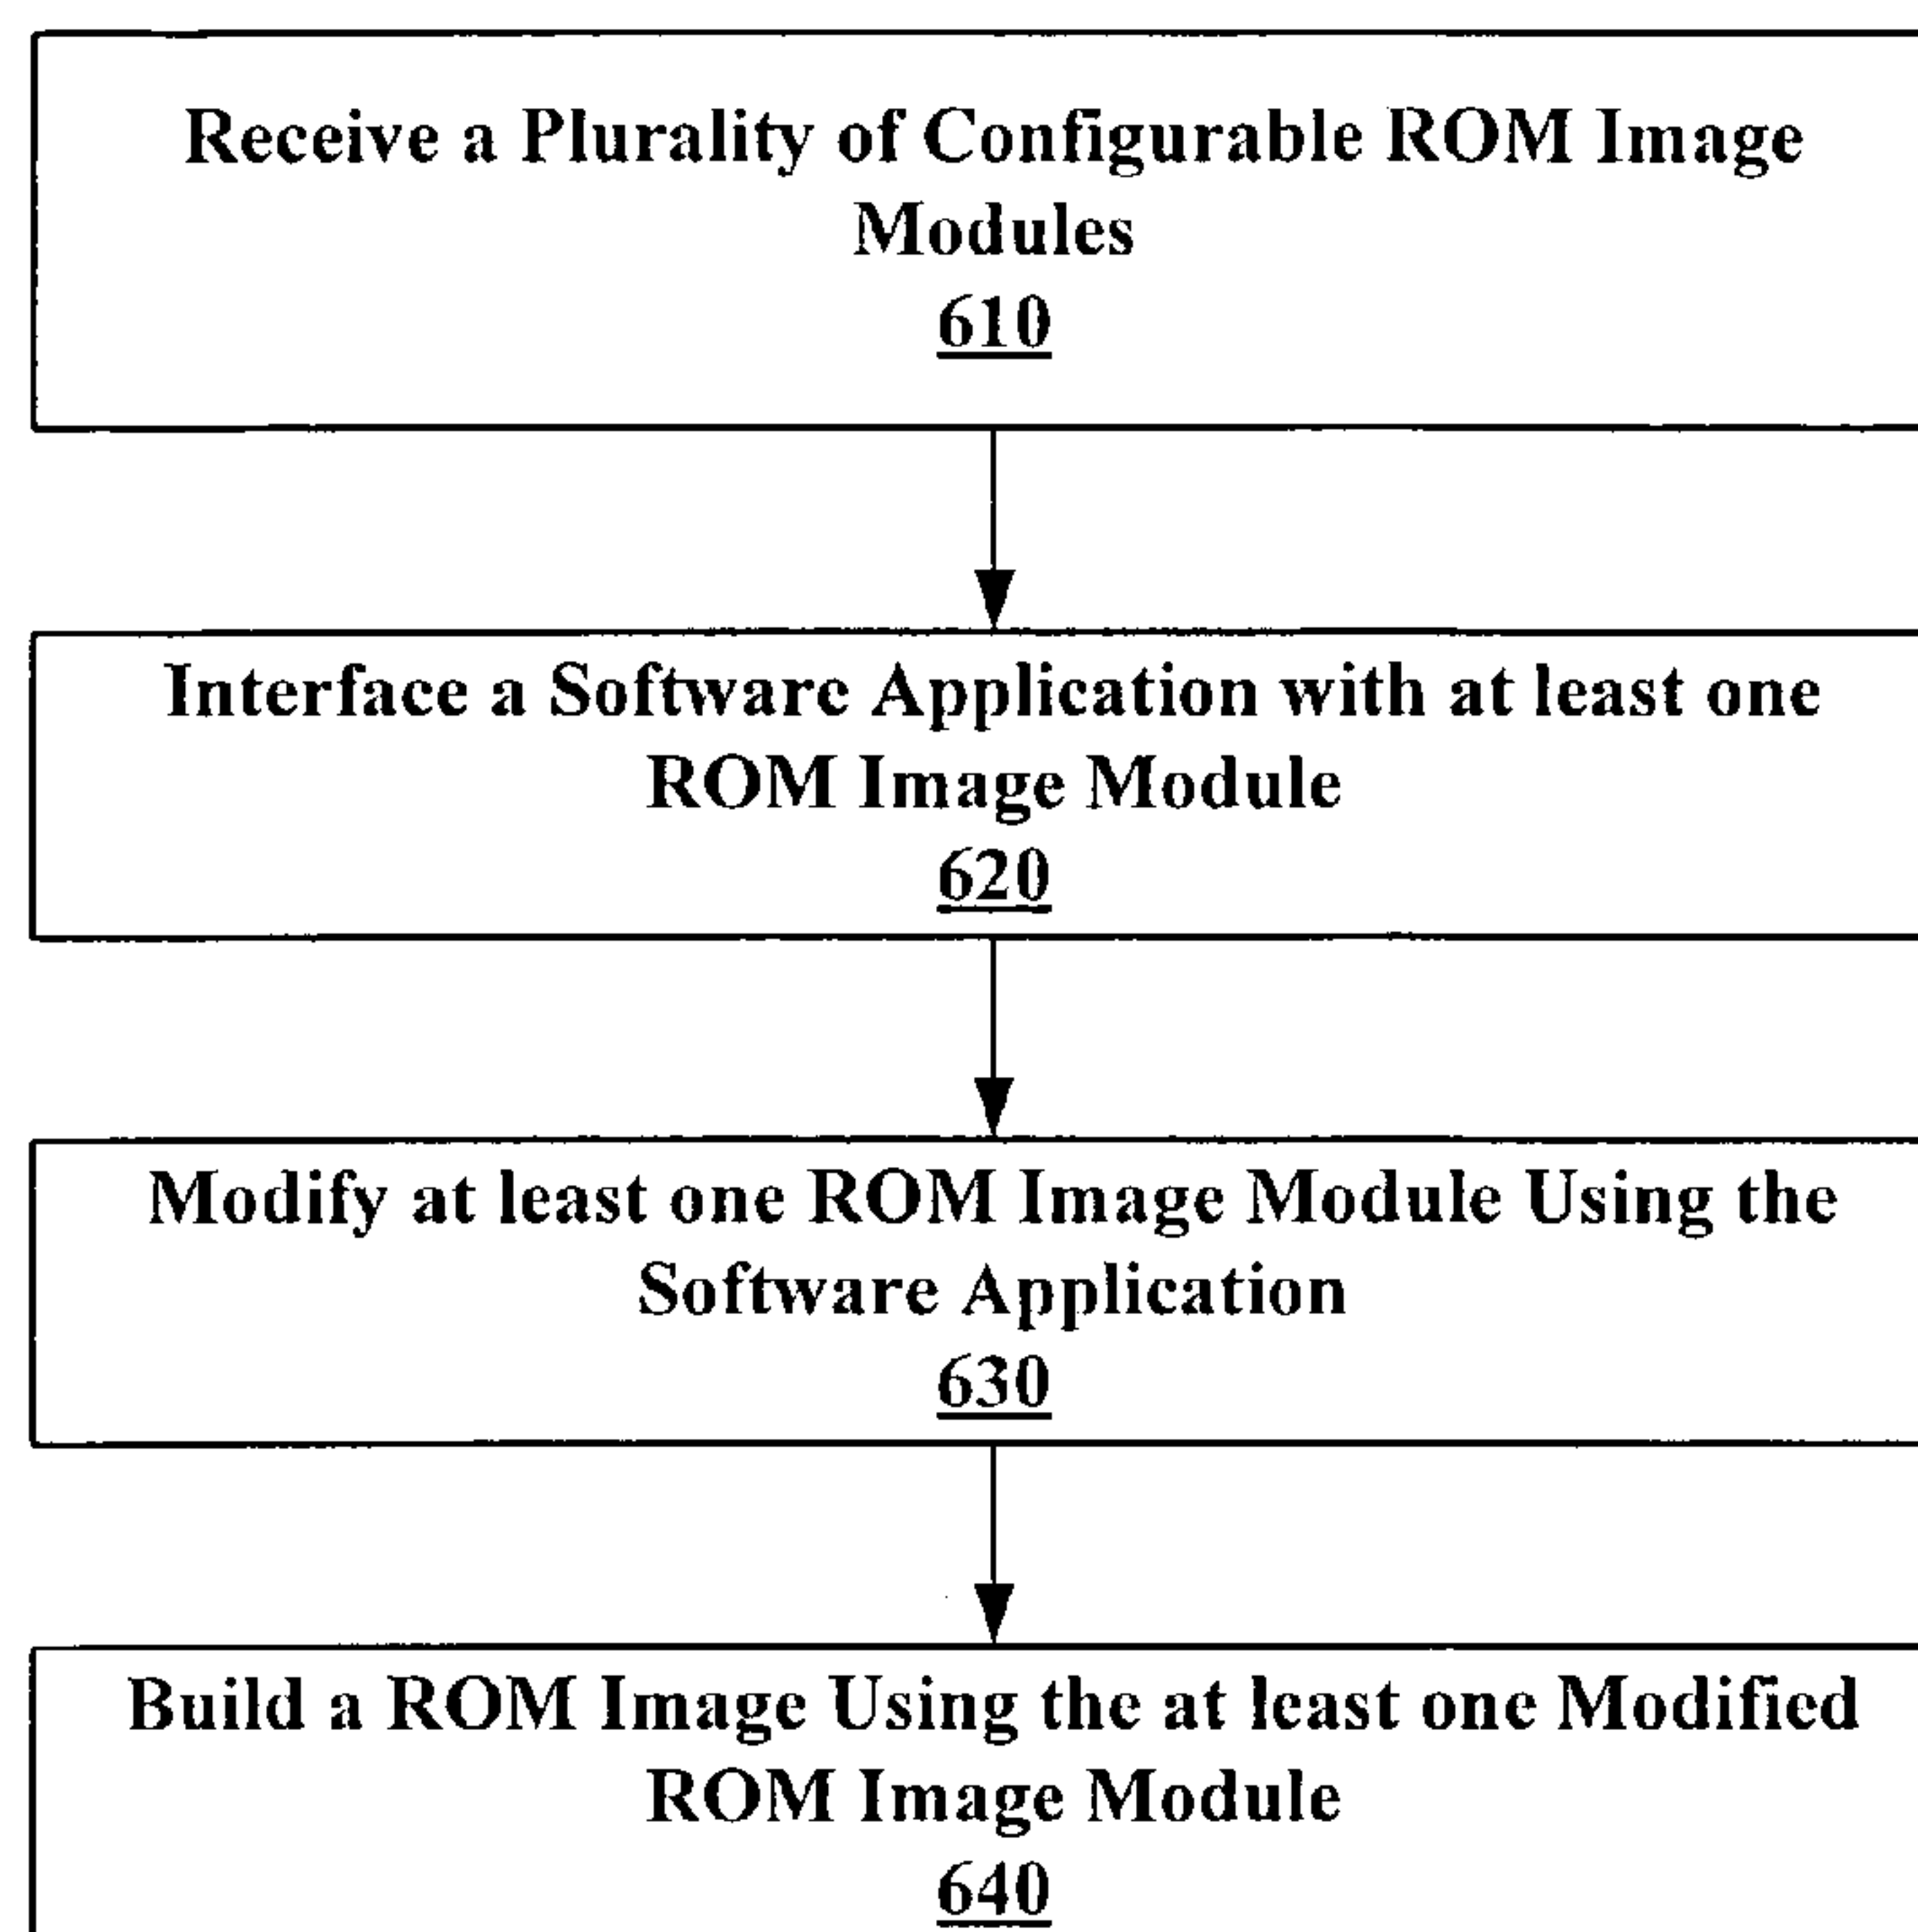 Receive a Plurality of Configurable ROM Image
Modules
610
Interface a Software Application with at least one
ROM Image Module
620
Modify at least one ROM Image Module Using the
Software Application
630
Build a ROM Image Using the at least one Modified
ROM Image Module
640